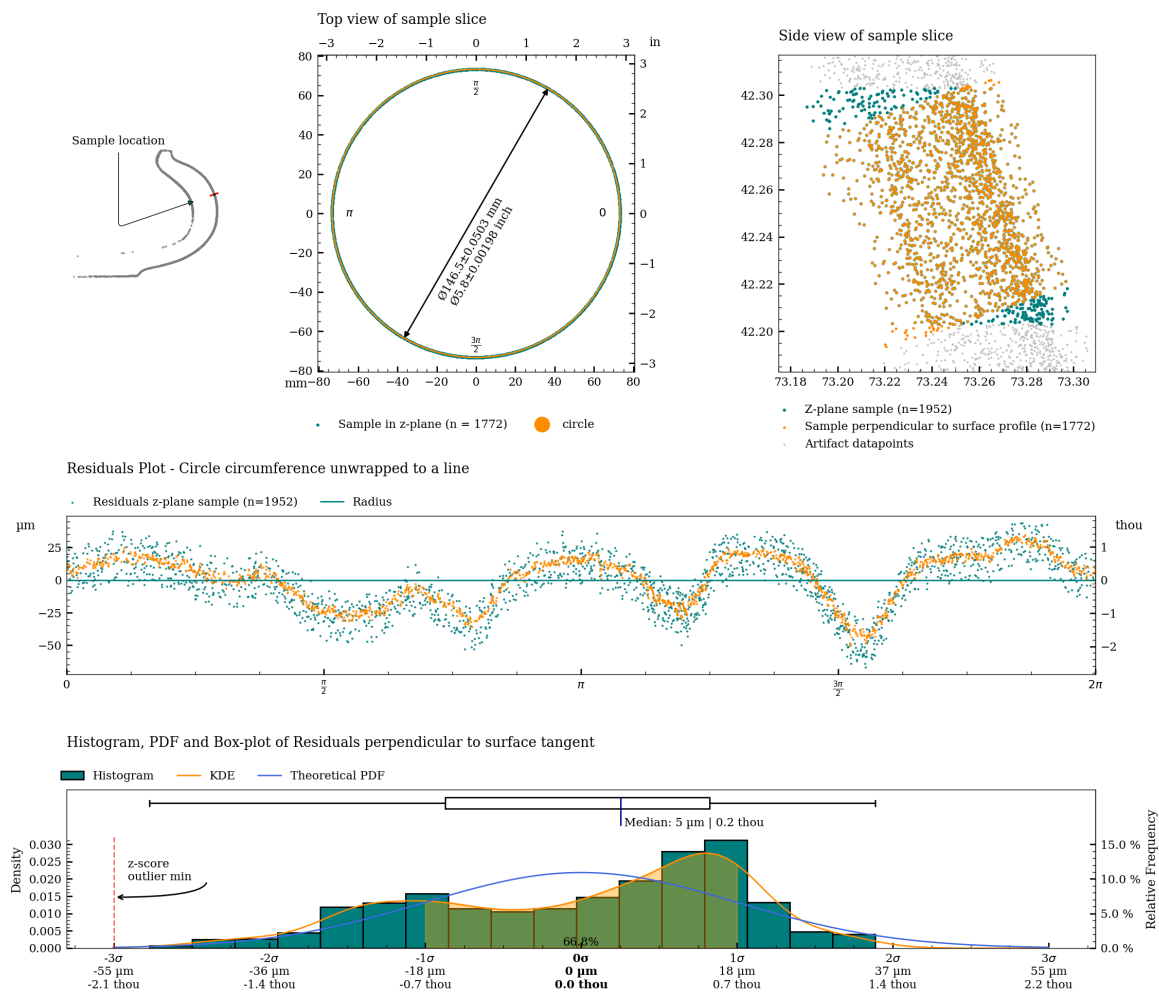 Top view of sample slice
−3 −2 −1 0 1 2 3 in
Side view of sample slice
Sample location
80
60
40
20
0
−20
−40
−60
−80
mm
−80 −60 −40 −20 0 20 40 60 80
3
2
1
0
−1
−2
−3
π/2
π
0
3π/2
Ø146.5±0.0503 mm
Ø5.8±0.00198 inch
Sample in z-plane (n = 1772)
circle
42.30
42.28
42.26
42.24
42.22
42.20
73.18 73.20 73.22 73.24 73.26 73.28 73.30
Z-plane sample (n=1952)
Sample perpendicular to surface profile (n=1772)
Artifact datapoints
Residuals Plot - Circle circumference unwrapped to a line
Residuals z-plane sample (n=1952)
Radius
µm
thou
25
0
−25
−50
1
0
−1
−2
0 π/2 π 3π/2 2π
Histogram, PDF and Box-plot of Residuals perpendicular to surface tangent
Histogram
KDE
Theoretical PDF
Median: 5 µm | 0.2 thou
z-score
outlier min
Density
0.030
0.025
0.020
0.015
0.010
0.005
0.000
Relative Frequency
15.0 %
10.0 %
5.0 %
0.0 %
66.8%
-3σ -2σ -1σ 0σ 1σ 2σ 3σ
-55 µm -36 µm -18 µm 0 µm 18 µm 37 µm 55 µm
-2.1 thou -1.4 thou -0.7 thou 0.0 thou 0.7 thou 1.4 thou 2.2 thou